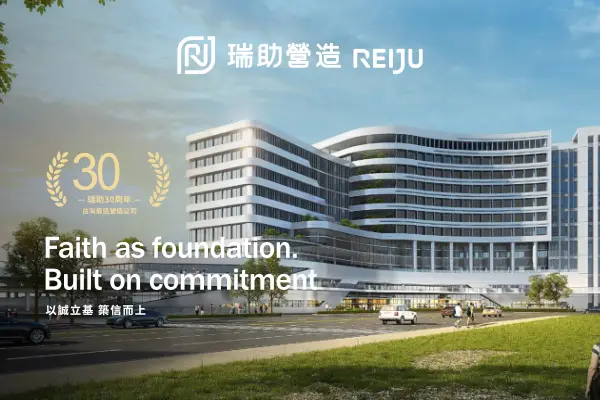 瑞助營造 REIJU
30
瑞助30周年
Faith as foundation.
Built on commitment
以誠立基 築信而上